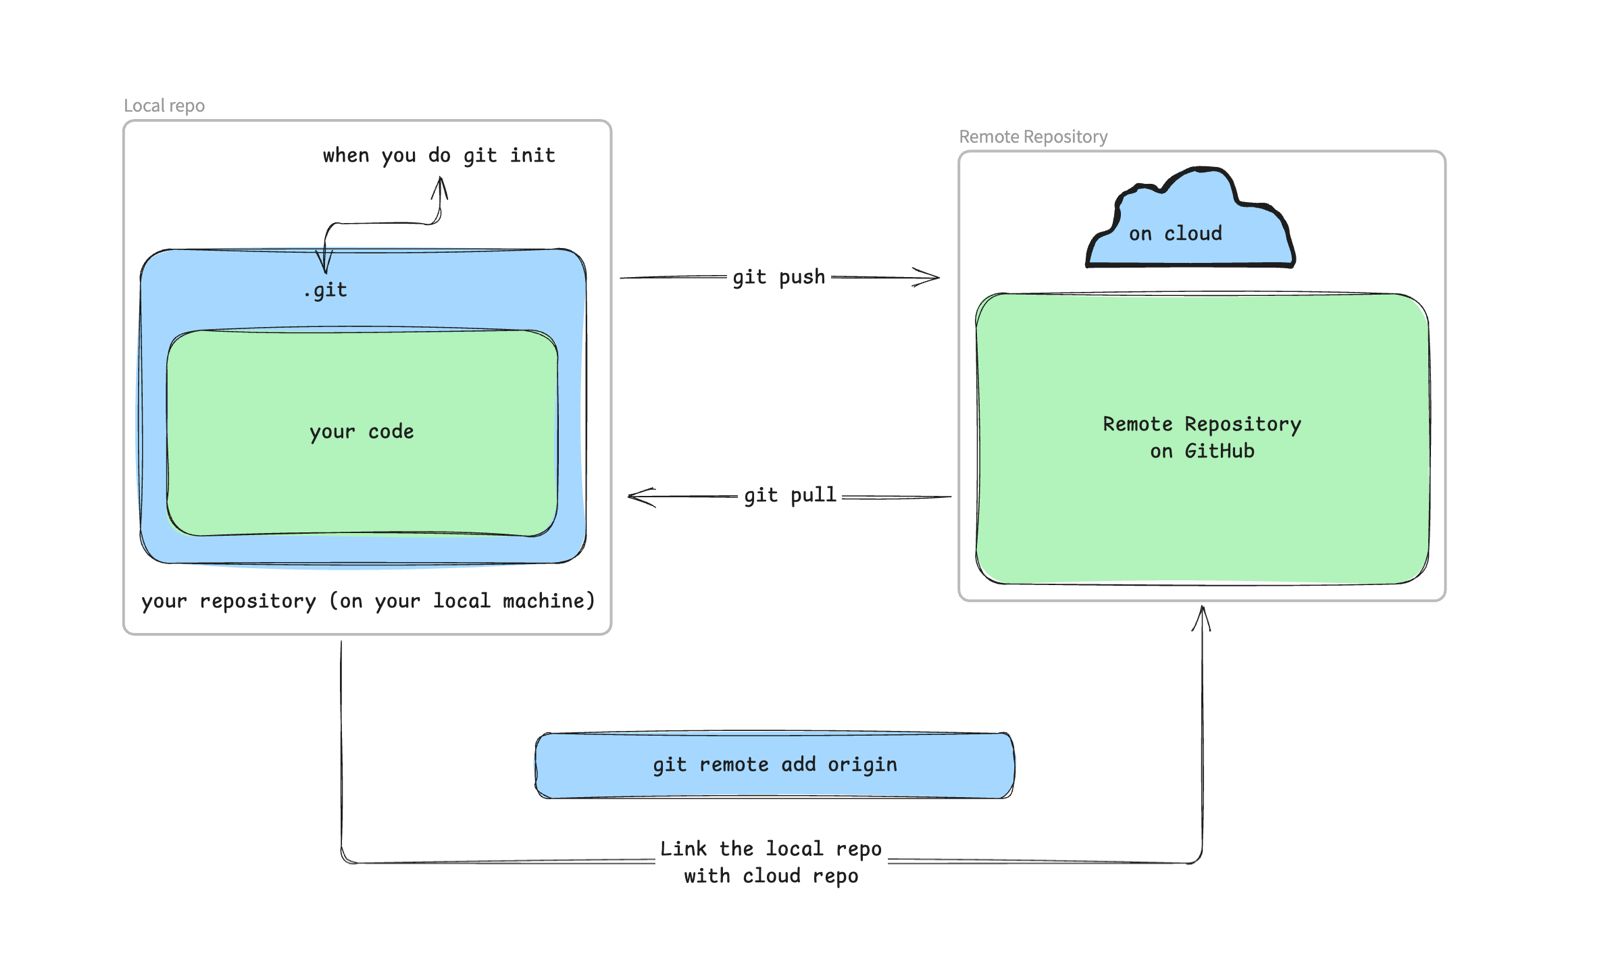 Local repo
when you do git init
.git
your code
your repository (on your local machine)
git push
git pull
Remote Repository
on cloud
Remote Repository
on GitHub
git remote add origin
Link the local repo
with cloud repo